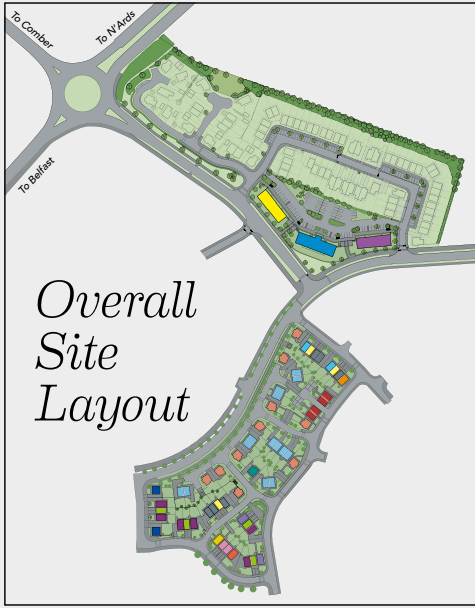 To Comber
To N'Ards
To Belfast
Overall
Site
Layout